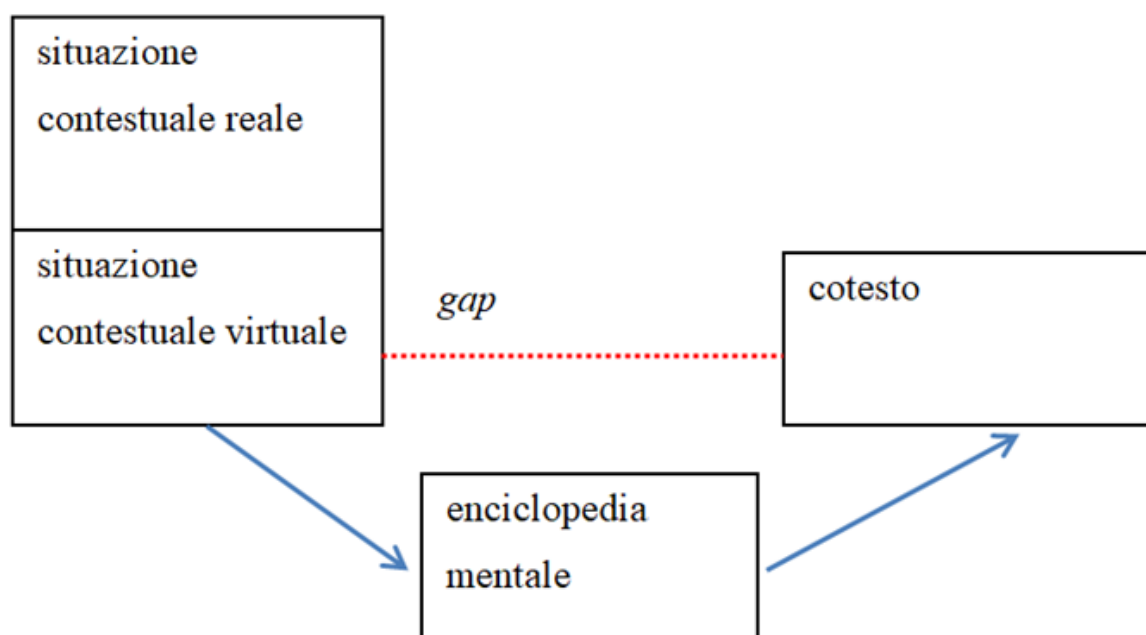 situazione
contestuale reale
situazione
contestuale virtuale
gap
cotesto
enciclopedia
mentale